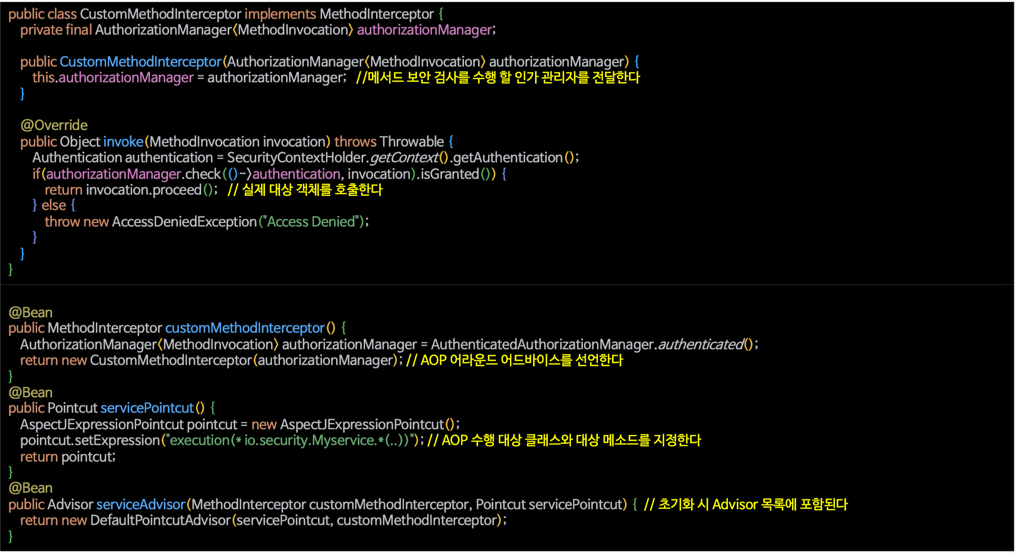 public class CustomMethodInterceptor implements MethodInterceptor {
private final AuthorizationManager<MethodInvocation> authorizationManager;
public CustomMethodInterceptor(AuthorizationManager<MethodInvocation> authorizationManager) {
this.authorizationManager = authorizationManager; //메서드 보안 검사를 수행 할 인가 관리자를 전달한다
}
@Override
public Object invoke(MethodInvocation invocation) throws Throwable {
Authentication authentication = SecurityContextHolder.getContext().getAuthentication();
if(authorizationManager.check(()->authentication, invocation).isGranted()) {
return invocation.proceed(); // 실제 대상 객체를 호출한다
} else {
throw new AccessDeniedException("Access Denied");
}
}
}
@Bean
public MethodInterceptor customMethodInterceptor() {
AuthorizationManager<MethodInvocation> authorizationManager = AuthenticatedAuthorizationManager.authenticated();
return new CustomMethodInterceptor(authorizationManager); // AOP 어라운드 어드바이스를 선언한다
}
@Bean
public Pointcut servicePointcut() {
AspectJExpressionPointcut pointcut = new AspectJExpressionPointcut();
pointcut.setExpression("execution(* io.security.Myservice.*(..))"); // AOP 수행 대상 클래스와 대상 메소드를 지정한다
return pointcut;
}
@Bean
public Advisor serviceAdvisor(MethodInterceptor customMethodInterceptor, Pointcut servicePointcut) { // 초기화 시 Advisor 목록에 포함된다
return new DefaultPointcutAdvisor(servicePointcut, customMethodInterceptor);
}